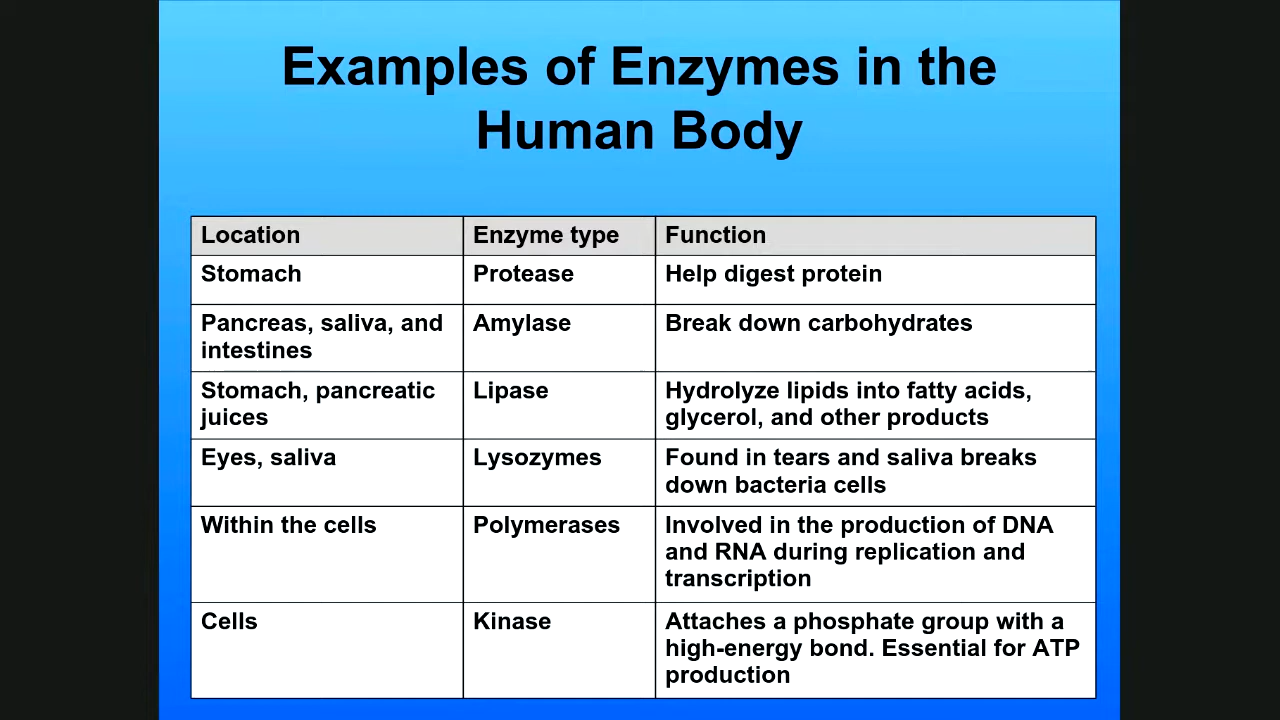 Examples of Enzymes in the
Human Body
Location Enzyme type Function
Stomach Protease Help digest protein
Pancreas, saliva, and Amylase Break down carbohydrates
intestines
Stomach, pancreatic Lipase Hydrolyze lipids into fatty acids,
juices glycerol, and other products
Eyes, saliva Lysozymes Found in tears and saliva breaks
down bacteria cells
Within the cells Polymerases Involved in the production of DNA
and RNA during replication and
transcription
Cells Kinase Attaches a phosphate group with a
high-energy bond. Essential for ATP
production